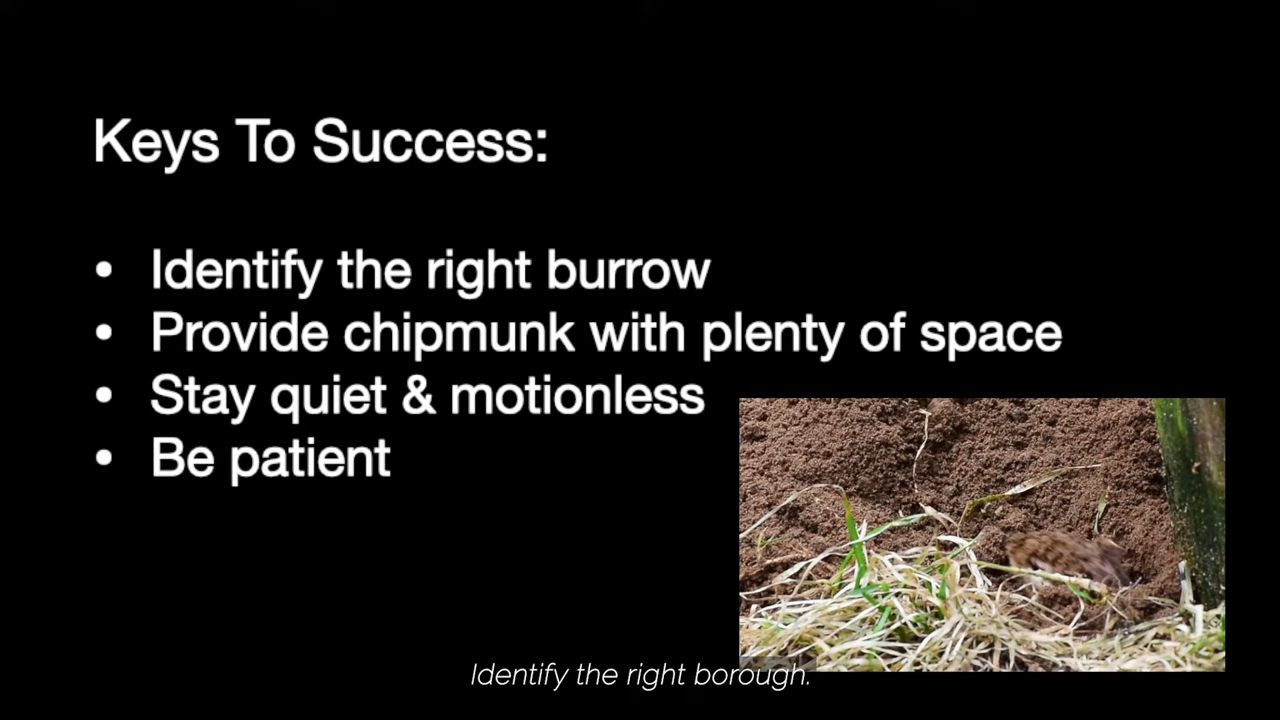 Keys To Success:
• Identify the right burrow
• Provide chipmunk with plenty of space
• Stay quiet & motionless
• Be patient
Identify the right borough.